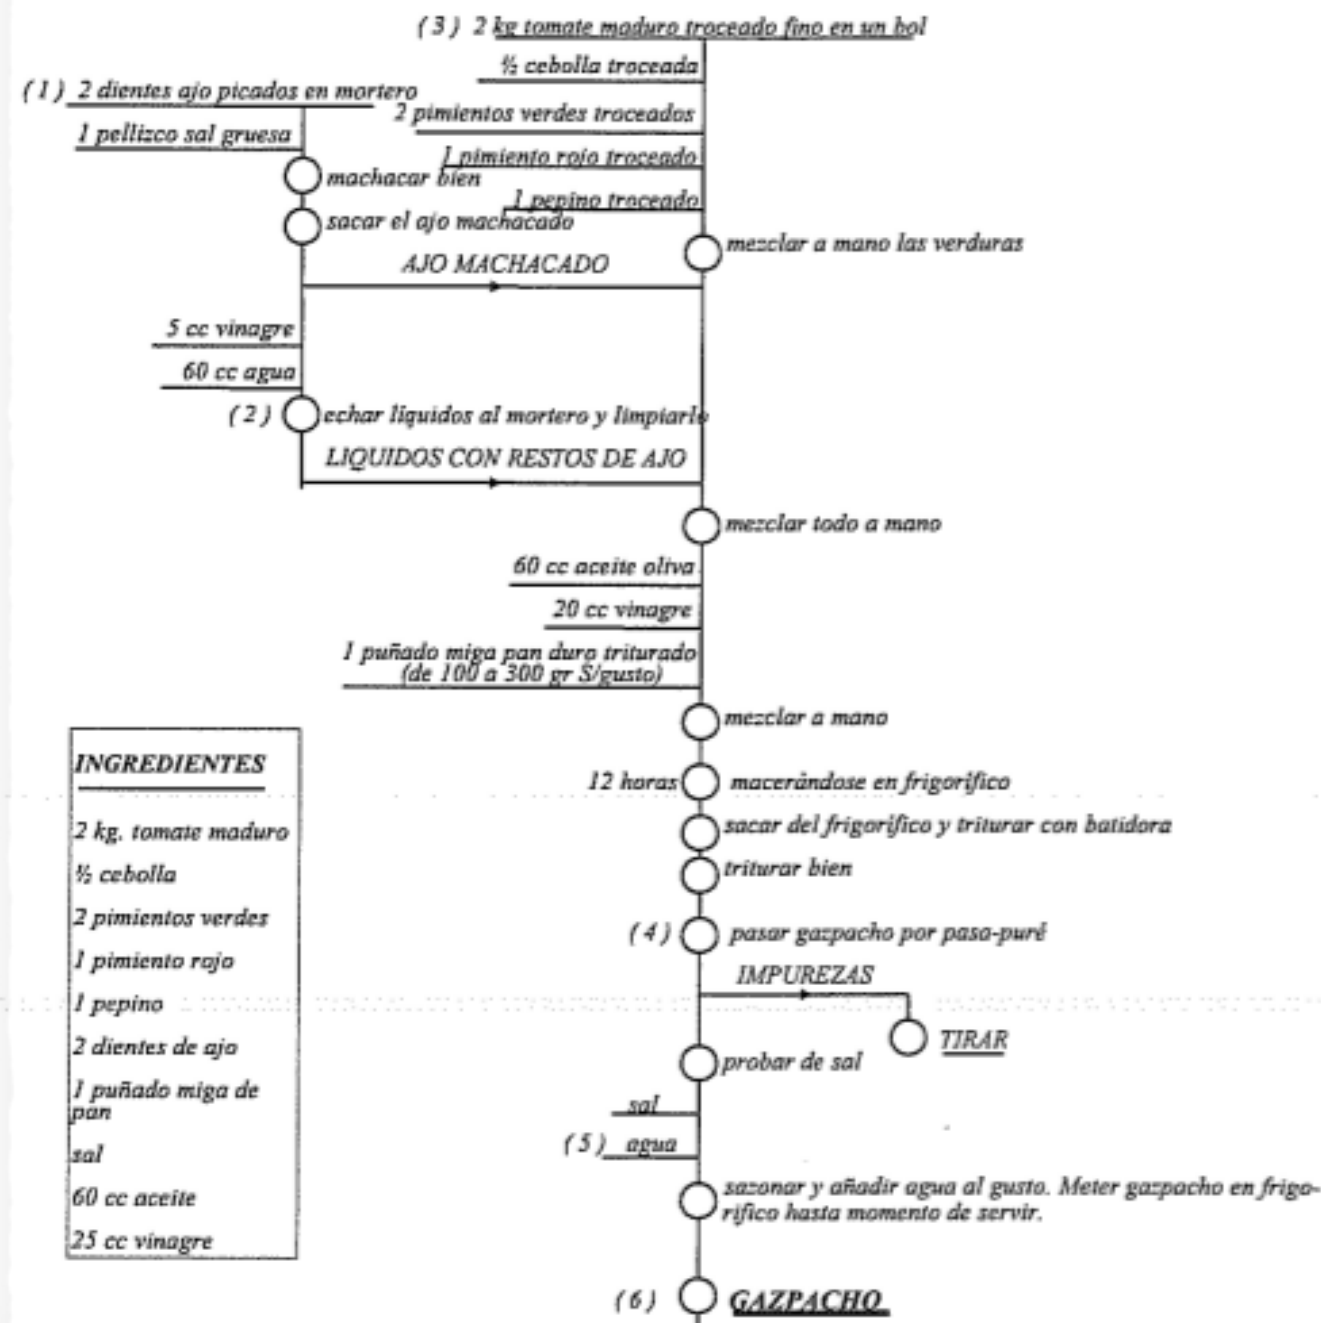 (3) 2 kg tomate maduro troceado fino en un bol
½ cebolla troceada
(1) 2 dientes ajo picados en mortero
2 pimientos verdes troceados
1 pellizco sal gruesa
1 pimiento rojo troceado
machacar bien
1 pepino troceado
sacar el ajo machacado
mezclar a mano las verduras
AJO MACHACADO
5 cc vinagre
60 cc agua
(2) echar líquidos al mortero y limpiarlo
LIQUIDOS CON RESTOS DE AJO
mezclar todo a mano
60 cc aceite oliva
20 cc vinagre
1 puñado miga pan duro triturado
(de 100 a 300 gr S/gusto)
mezclar a mano
12 horas macerándose en frigorífico
sacar del frigorífico y triturar con batidora
triturar bien
(4) pasar gazpacho por pasa-puré
IMPUREZAS
TIRAR
probar de sal
sal
(5) agua
sazonar y añadir agua al gusto. Meter gazpacho en frigo-
rífico hasta momento de servir.
(6) GAZPACHO
INGREDIENTES
2 kg. tomate maduro
½ cebolla
2 pimientos verdes
1 pimiento rojo
1 pepino
2 dientes de ajo
1 puñado miga de
pan
sal
60 cc aceite
25 cc vinagre